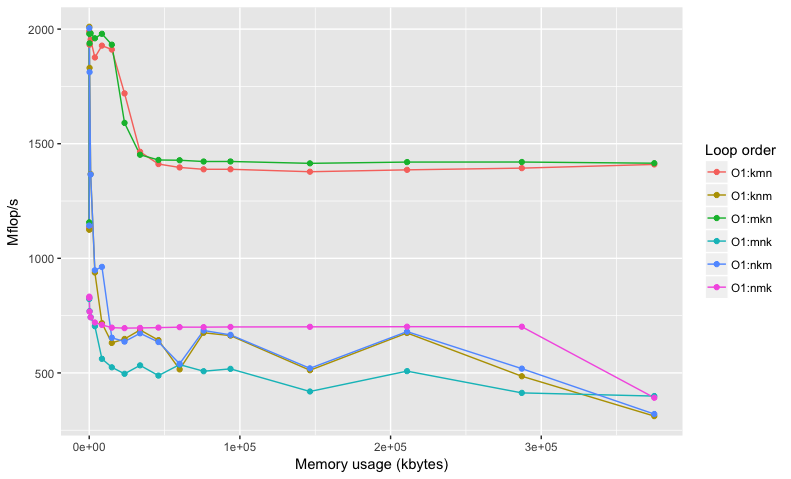 2000
1500
1000
500
Mflop/s
0e+00
1e+05
2e+05
3e+05
Memory usage (kbytes)
Loop order
O1:kmn
O1:knm
O1:mkn
O1:mnk
O1:nkm
O1:nmk